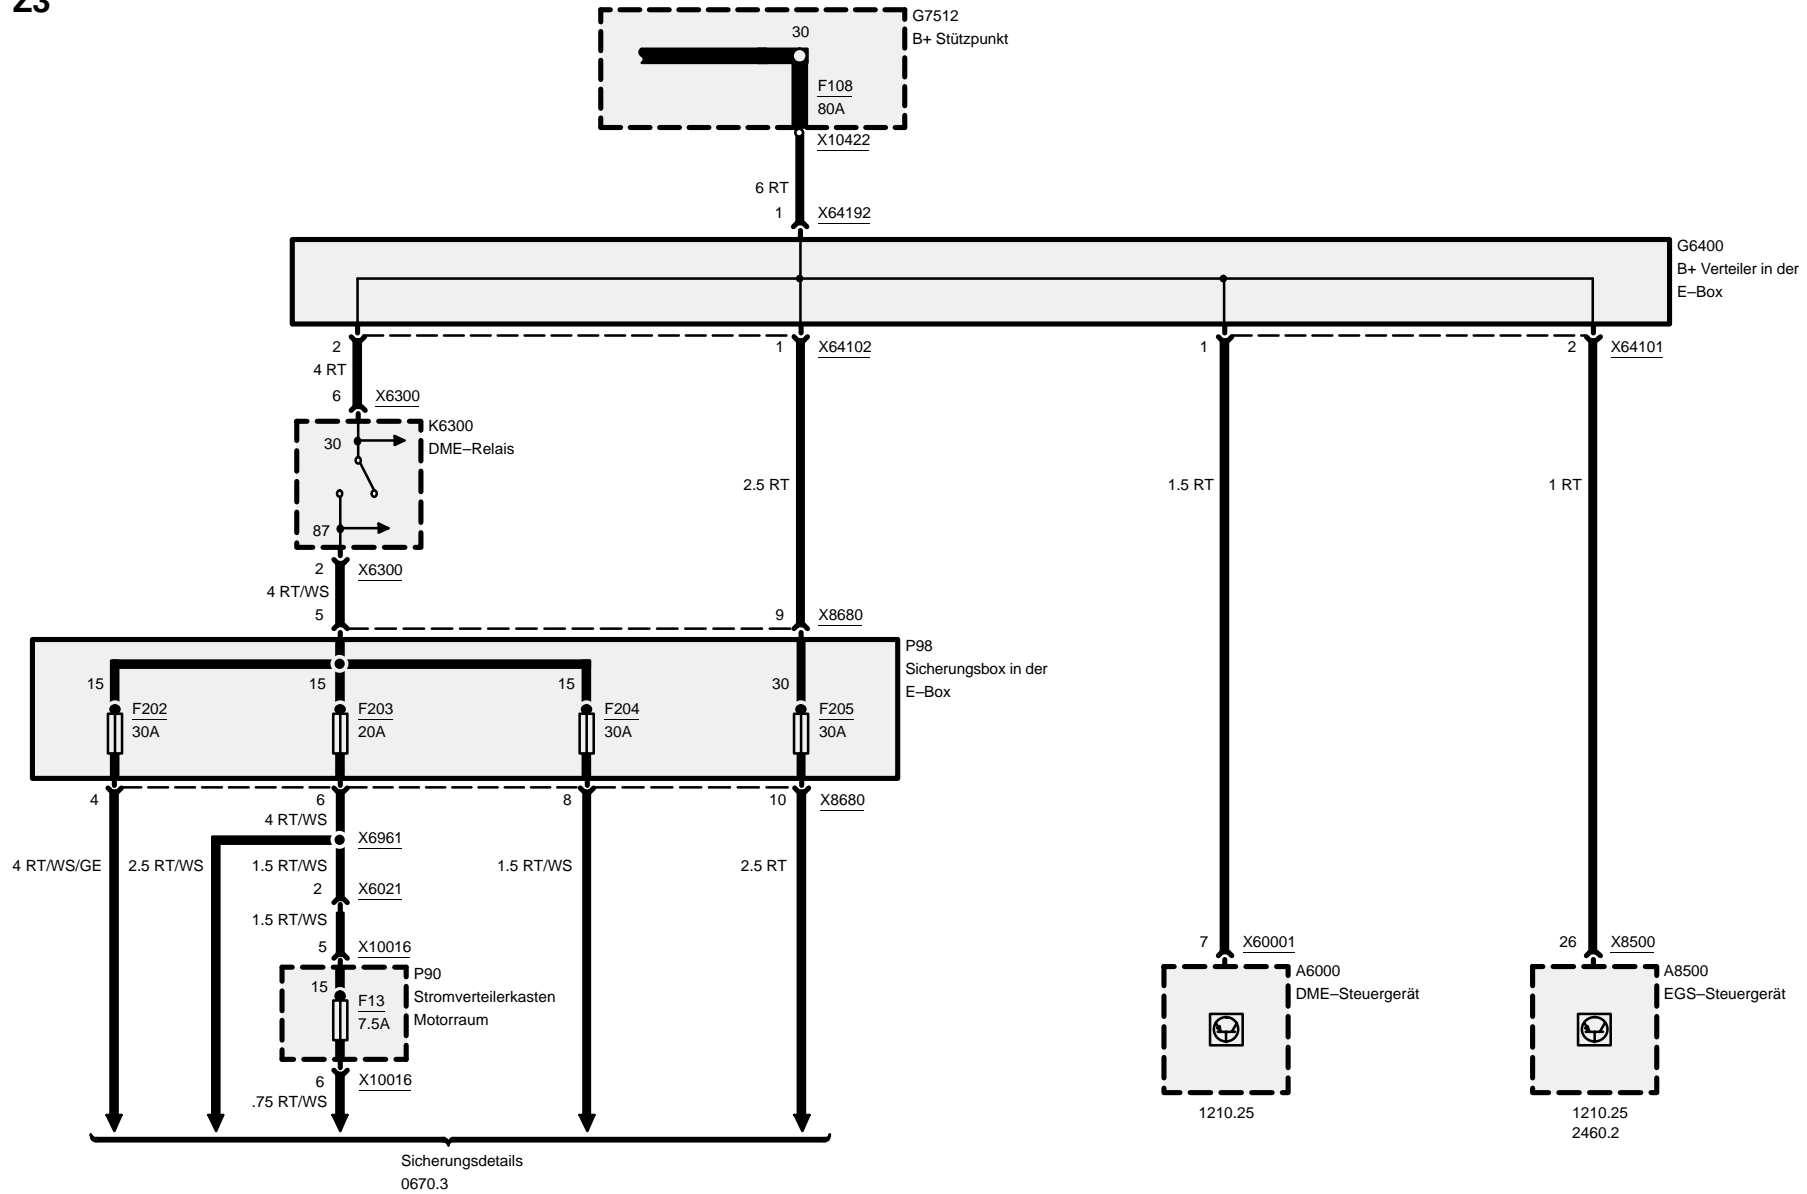 Z3
G7512
B+ Stützpunkt
30
F108
80A
X10422
6 RT
1 X64192
G6400
B+ Verteiler in der
E–Box
2 1 X64102 1 2 X64101
4 RT
6 X6300
K6300
DME–Relais
30
87
2.5 RT 1.5 RT 1 RT
2 X6300
4 RT/WS
5 9 X8680
P98
Sicherungsbox in der
E–Box
15 15 15 30
F202 F203 F204 F205
30A 20A 30A 30A
4 6 8 10 X8680
4 RT/WS
X6961
4 RT/WS/GE 2.5 RT/WS 1.5 RT/WS 1.5 RT/WS 2.5 RT
2 X6021
1.5 RT/WS
5 X10016 7 X60001 26 X8500
P90
Stromverteilerkasten
Motorraum
15
F13
7.5A
A6000
DME–Steuergerät
A8500
EGS–Steuergerät
6 X10016
.75 RT/WS
1210.25 1210.25
2460.2
Sicherungsdetails
0670.3